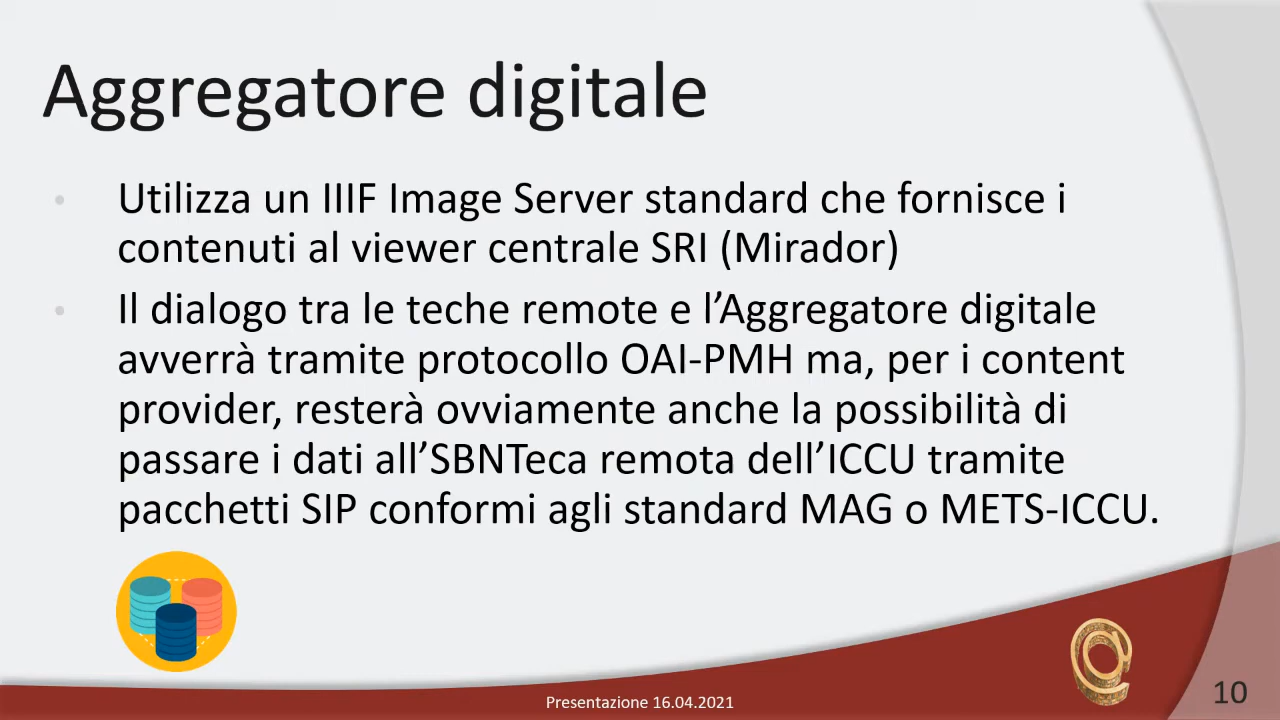 Aggregatore digitale
• Utilizza un IIIF Image Server standard che fornisce i
contenuti al viewer centrale SRI (Mirador)
• Il dialogo tra le teche remote e l’Aggregatore digitale
avverrà tramite protocollo OAI-PMH ma, per i content
provider, resterà ovviamente anche la possibilità di
passare i dati all’SBNTeca remota dell’ICCU tramite
pacchetti SIP conformi agli standard MAG o METS-ICCU.
@
Presentazione 16.04.2021
10